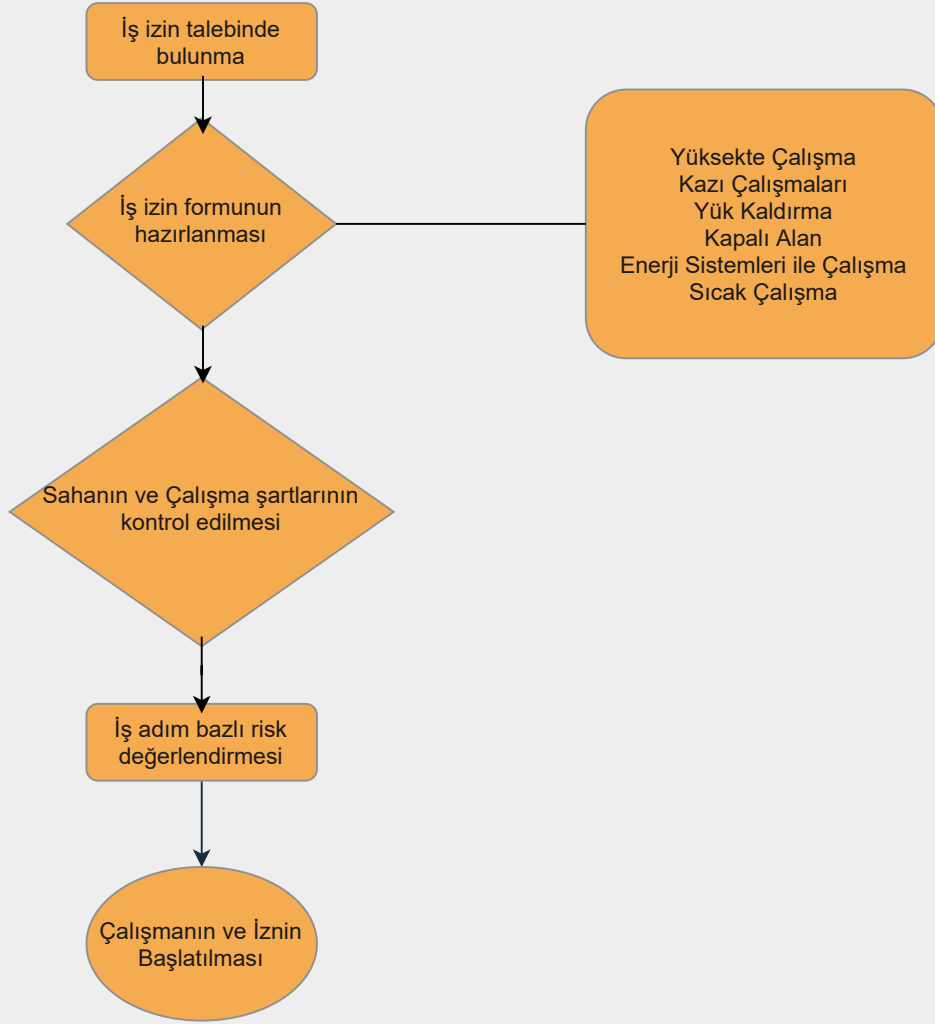 İş izin talebinde
bulunma
İş izin formunun
hazırlanması
Yüksekte Çalışma
Kazı Çalışmaları
Yük Kaldırma
Kapalı Alan
Enerji Sistemleri ile Çalışma
Sıcak Çalışma
Sahanın ve Çalışma şartlarının
kontrol edilmesi
İş adım bazlı risk
değerlendirmesi
Çalışmanın ve İznin
Başlatılması